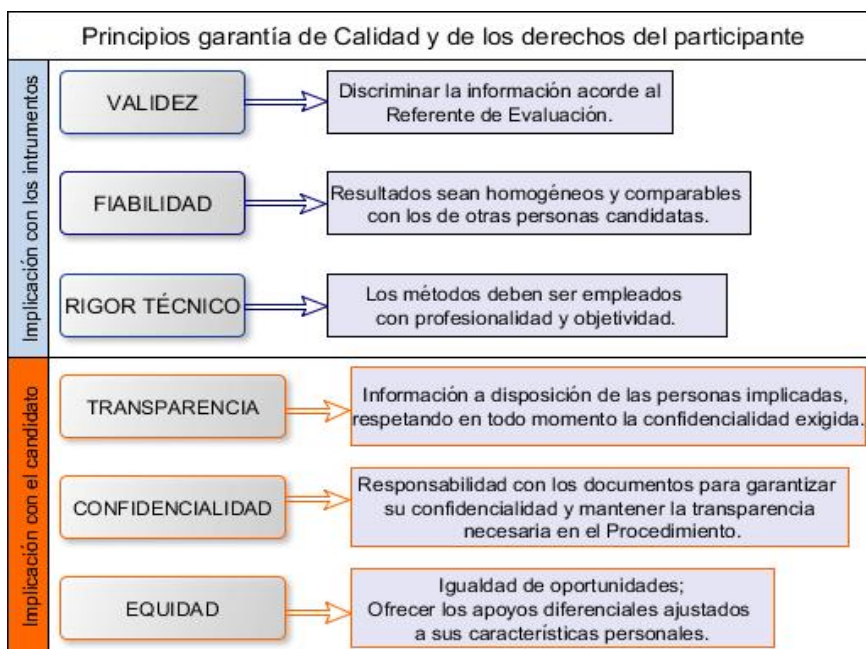 Principios garantía de Calidad y de los derechos del participante
Implicación con los intrumentos
VALIDEZ
Discriminar la información acorde al
Referente de Evaluación.
FIABILIDAD
Resultados sean homogéneos y comparables
con los de otras personas candidatas.
RIGOR TÉCNICO
Los métodos deben ser empleados
con profesionalidad y objetividad.
Implicación con el candidato
TRANSPARENCIA
Información a disposición de las personas implicadas,
respetando en todo momento la confidencialidad exigida.
CONFIDENCIALIDAD
Responsabilidad con los documentos para garantizar
su confidencialidad y mantener la transparencia
necesaria en el Procedimiento.
EQUIDAD
Igualdad de oportunidades;
Ofrecer los apoyos diferenciales ajustados
a sus características personales.